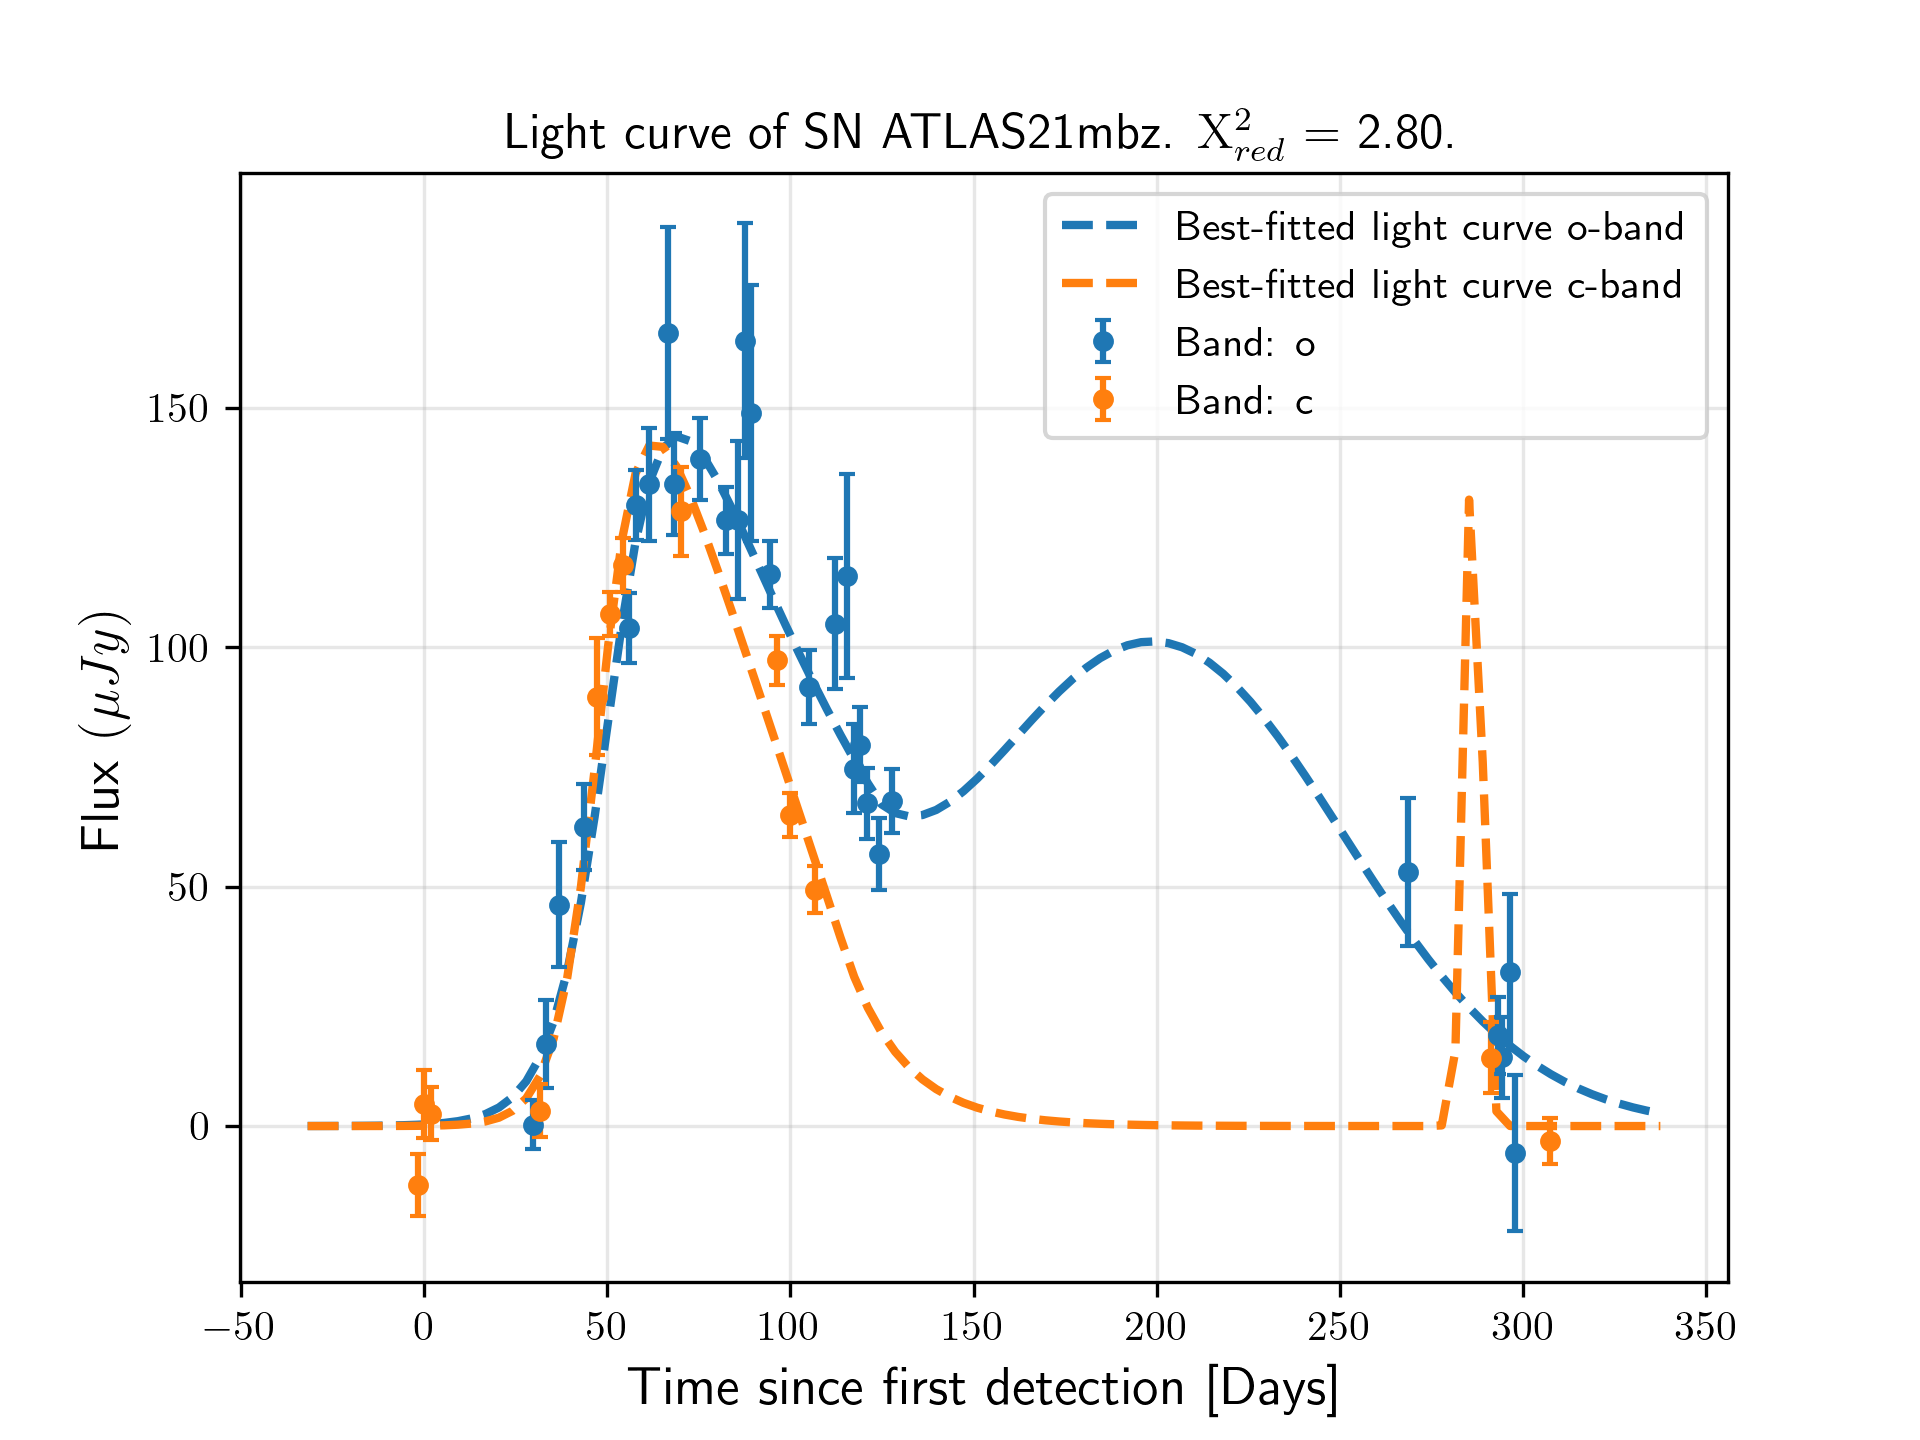 Light curve of SN ATLAS21mbz. X²_red = 2.80.
Best-fitted light curve o-band
Best-fitted light curve c-band
Band: o
Band: c
Flux (μJy)
150
100
50
0
−50 0 50 100 150 200 250 300 350
Time since first detection [Days]